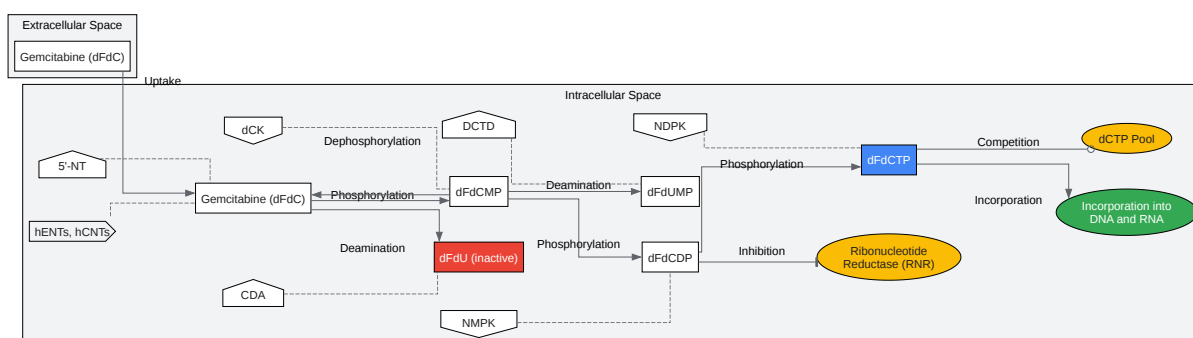 Extracellular Space
Gemcitabine (dFdC)
Uptake
Intracellular Space
dCK
DCTD
NDPK
Dephosphorylation
Competition
dCTP Pool
5'-NT
dFdCTP
Phosphorylation
Gemcitabine (dFdC)
Phosphorylation
dFdCMP
Deamination
dFdUMP
Incorporation
Incorporation into
DNA and RNA
hENTs, hCNTs
Deamination
dFdU (inactive)
Phosphorylation
dFdCDP
Inhibition
Ribonucleotide
Reductase (RNR)
CDA
NMPK